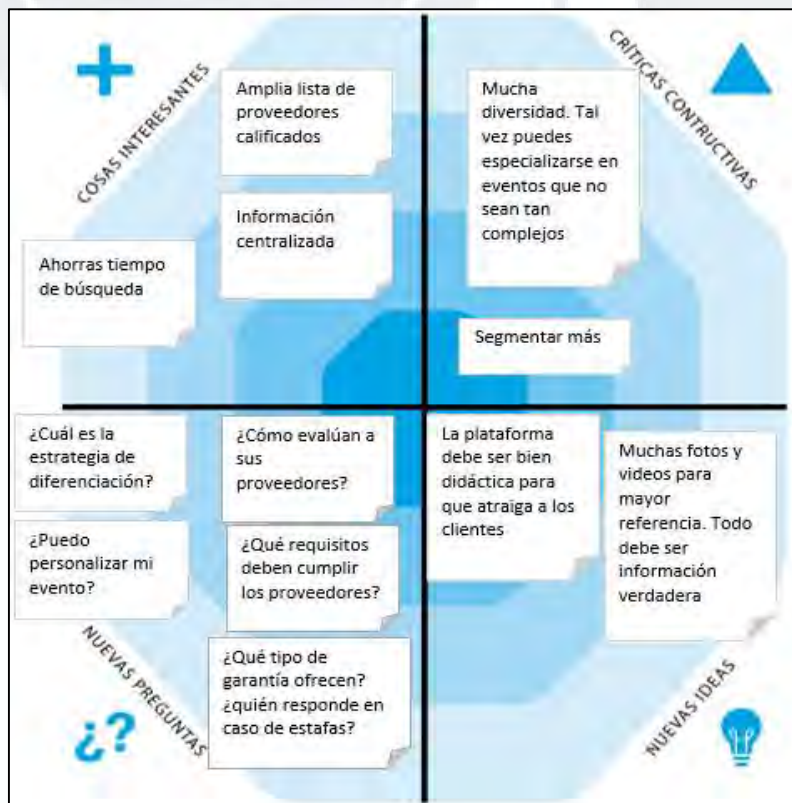 COSAS INTERESANTES
Amplia lista de
proveedores
calificados
Información
centralizada
Ahorras tiempo
de búsqueda
CRÍTICAS CONTRUCTIVAS
Mucha
diversidad. Tal
vez puedes
especializarse en
eventos que no
sean tan
complejos
Segmentar más
¿Cuál es la
estrategia de
diferenciación?
¿Cómo evalúan a
sus
proveedores?
¿Puedo
personalizar mi
evento?
¿Qué requisitos
deben cumplir
los proveedores?
¿Qué tipo de
garantía ofrecen?
¿quién responde en
caso de estafas?
NUEVAS PREGUNTAS
¿?
La plataforma
debe ser bien
didáctica para
que atraiga a los
clientes
Muchas fotos y
videos para
mayor
referencia. Todo
debe ser
información
verdadera
NUEVAS IDEAS